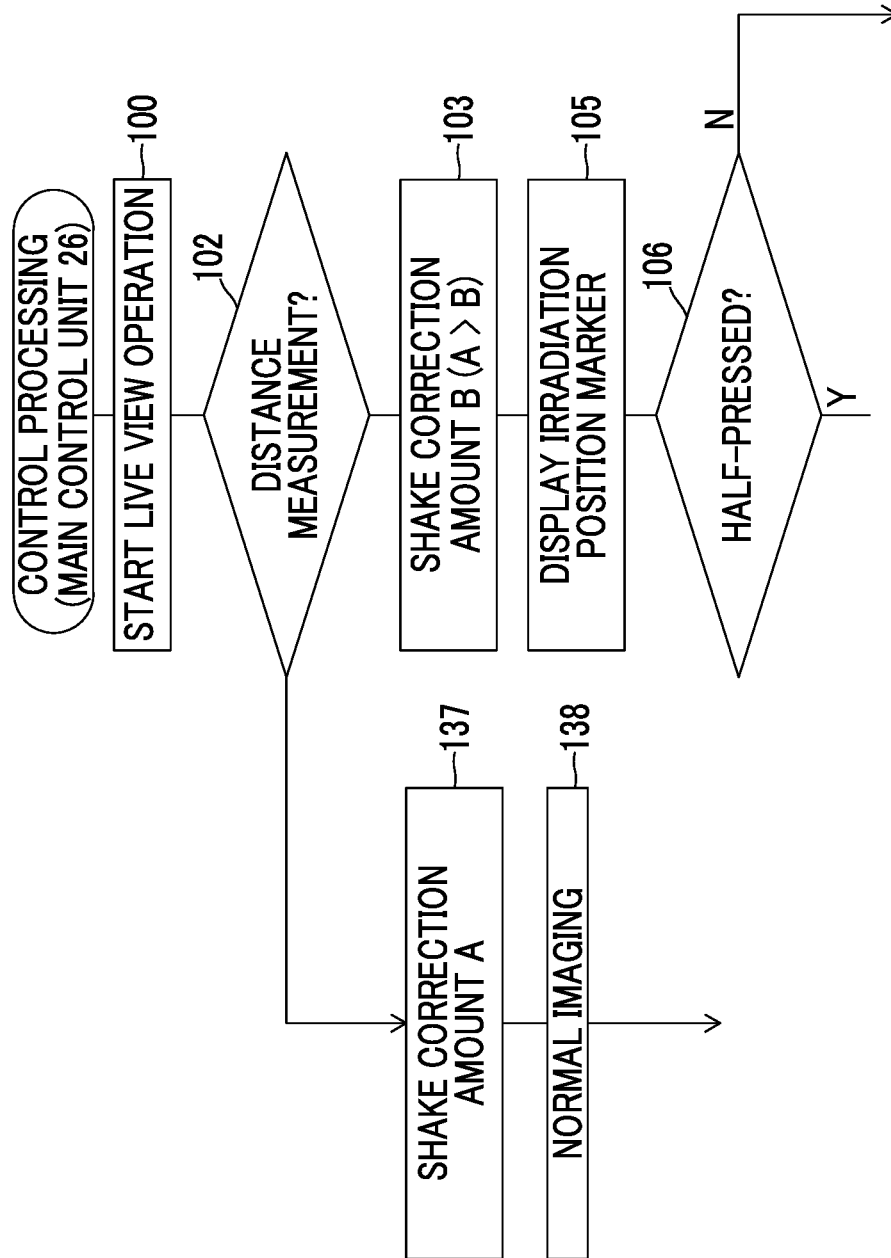 CONTROL PROCESSING
(MAIN CONTROL UNIT 26)
START LIVE VIEW OPERATION
100
102
DISTANCE
MEASUREMENT?
SHAKE CORRECTION
AMOUNT B (A > B)
103
DISPLAY IRRADIATION
POSITION MARKER
105
106
HALF-PRESSED?
N
Y
SHAKE CORRECTION
AMOUNT A
137
NORMAL IMAGING
138